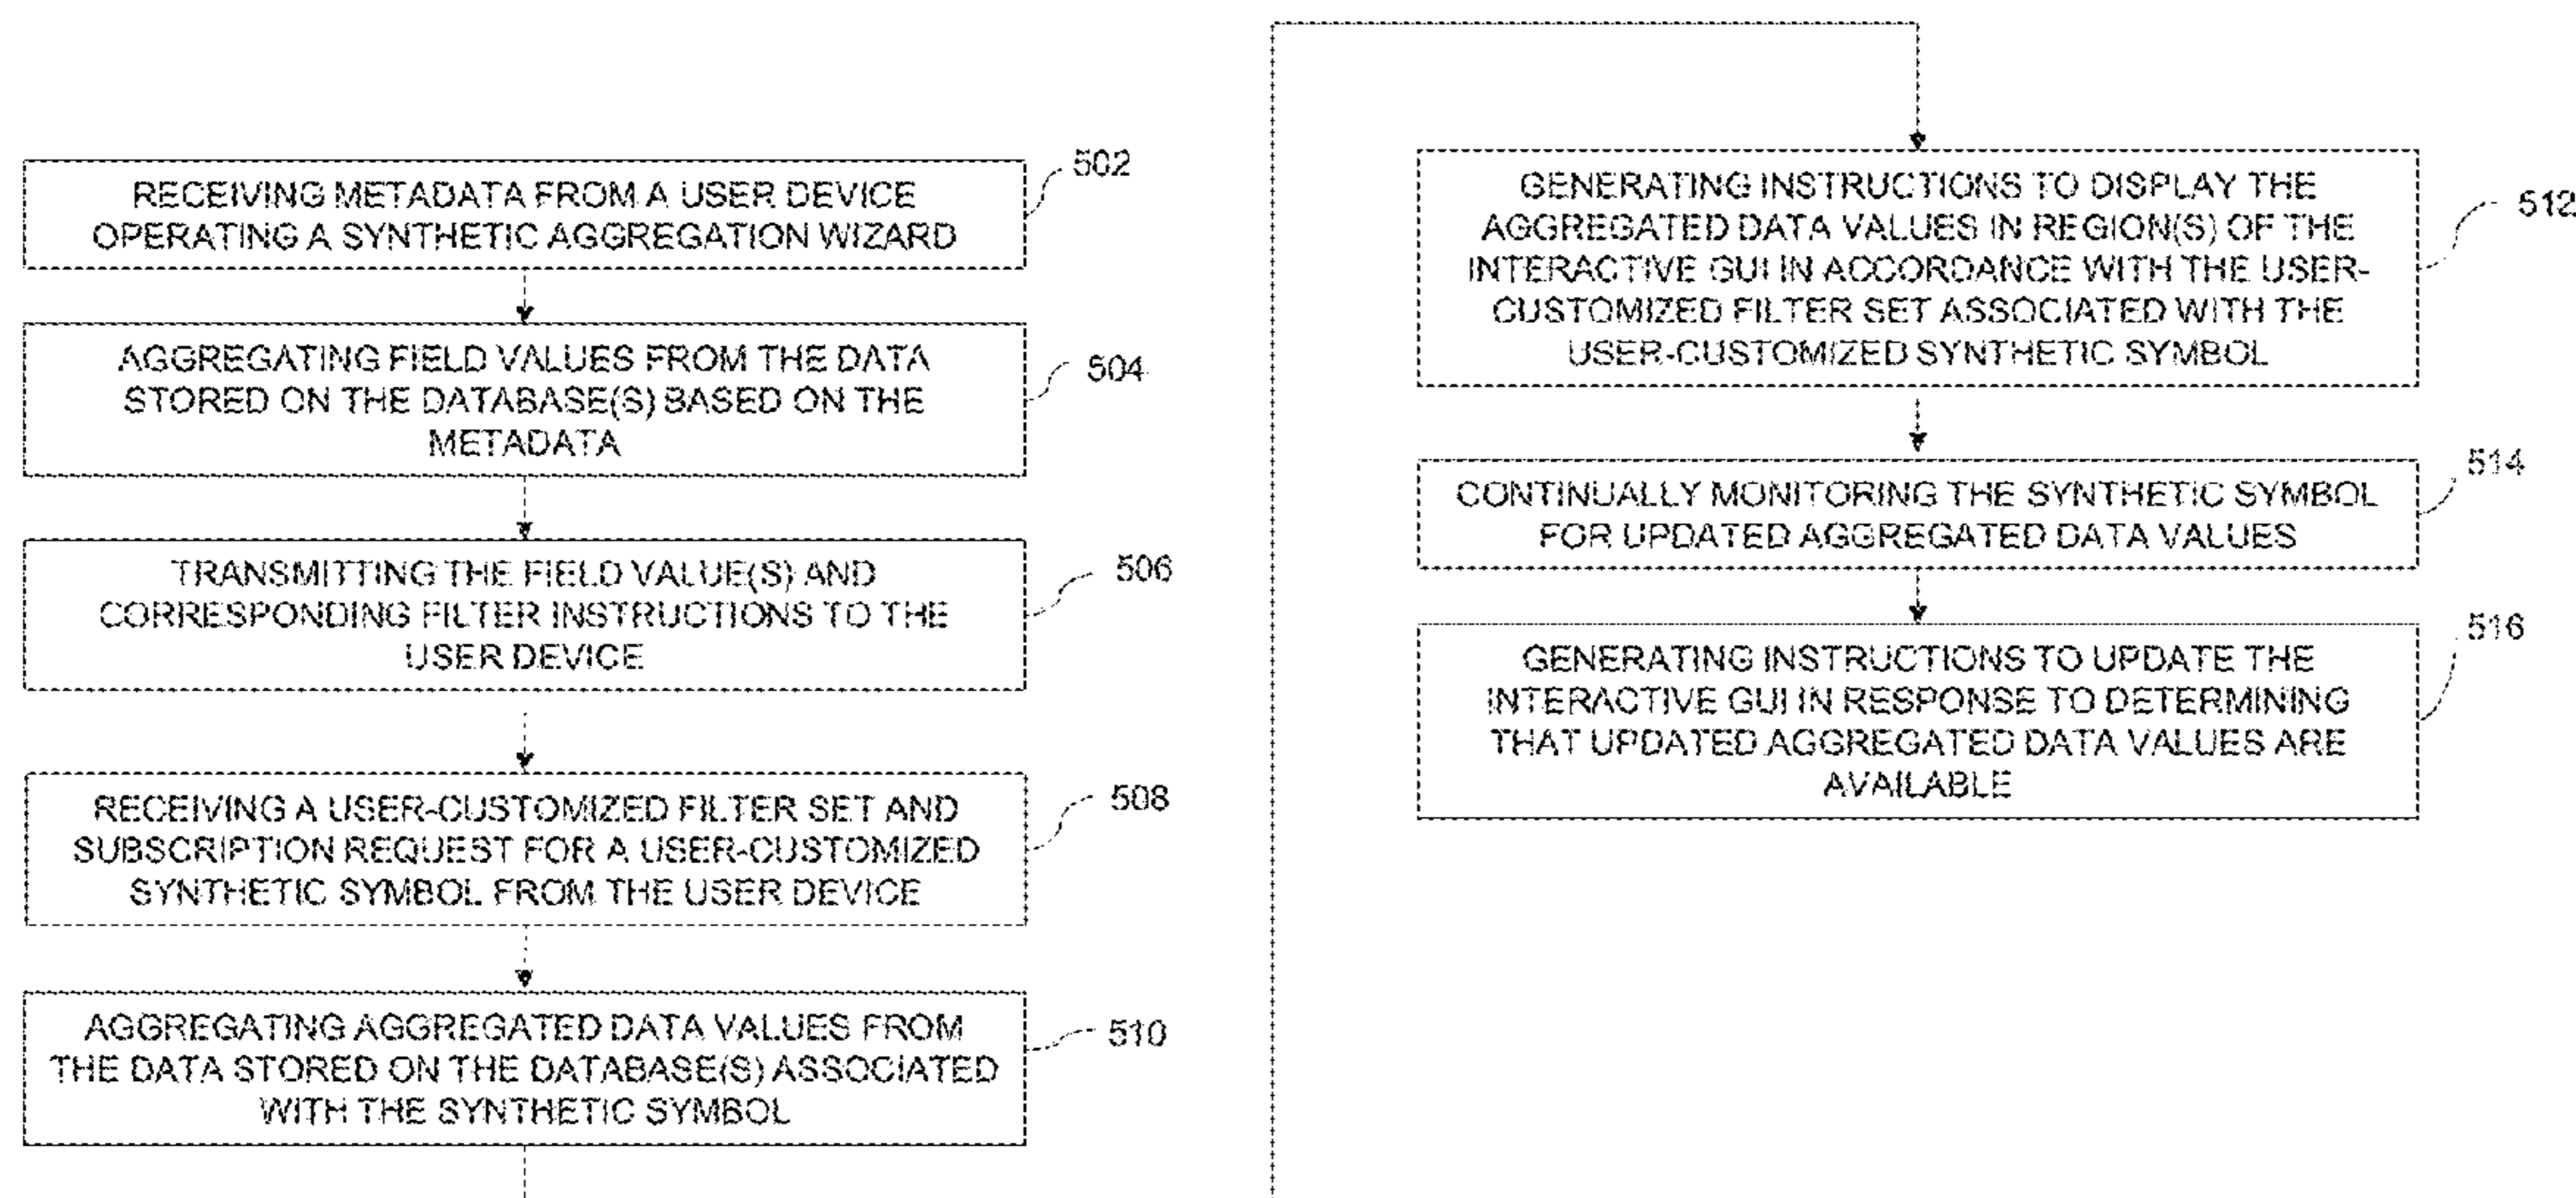 RECEIVING METADATA FROM A USER DEVICE
OPERATING A SYNTHETIC AGGREGATION WIZARD
502
AGGREGATING FIELD VALUES FROM THE DATA
STORED ON THE DATABASE(S) BASED ON THE
METADATA
504
TRANSMITTING THE FIELD VALUE(S) AND
CORRESPONDING FILTER INSTRUCTIONS TO THE
USER DEVICE
506
RECEIVING A USER-CUSTOMIZED FILTER SET AND
SUBSCRIPTION REQUEST FOR A USER-CUSTOMIZED
SYNTHETIC SYMBOL FROM THE USER DEVICE
508
AGGREGATING AGGREGATED DATA VALUES FROM
THE DATA STORED ON THE DATABASE(S) ASSOCIATED
WITH THE SYNTHETIC SYMBOL
510
GENERATING INSTRUCTIONS TO DISPLAY THE
AGGREGATED DATA VALUES IN REGION(S) OF THE
INTERACTIVE GUI IN ACCORDANCE WITH THE USER-
CUSTOMIZED FILTER SET ASSOCIATED WITH THE
USER-CUSTOMIZED SYNTHETIC SYMBOL
512
CONTINUALLY MONITORING THE SYNTHETIC SYMBOL
FOR UPDATED AGGREGATED DATA VALUES
514
GENERATING INSTRUCTIONS TO UPDATE THE
INTERACTIVE GUI IN RESPONSE TO DETERMINING
THAT UPDATED AGGREGATED DATA VALUES ARE
AVAILABLE
516